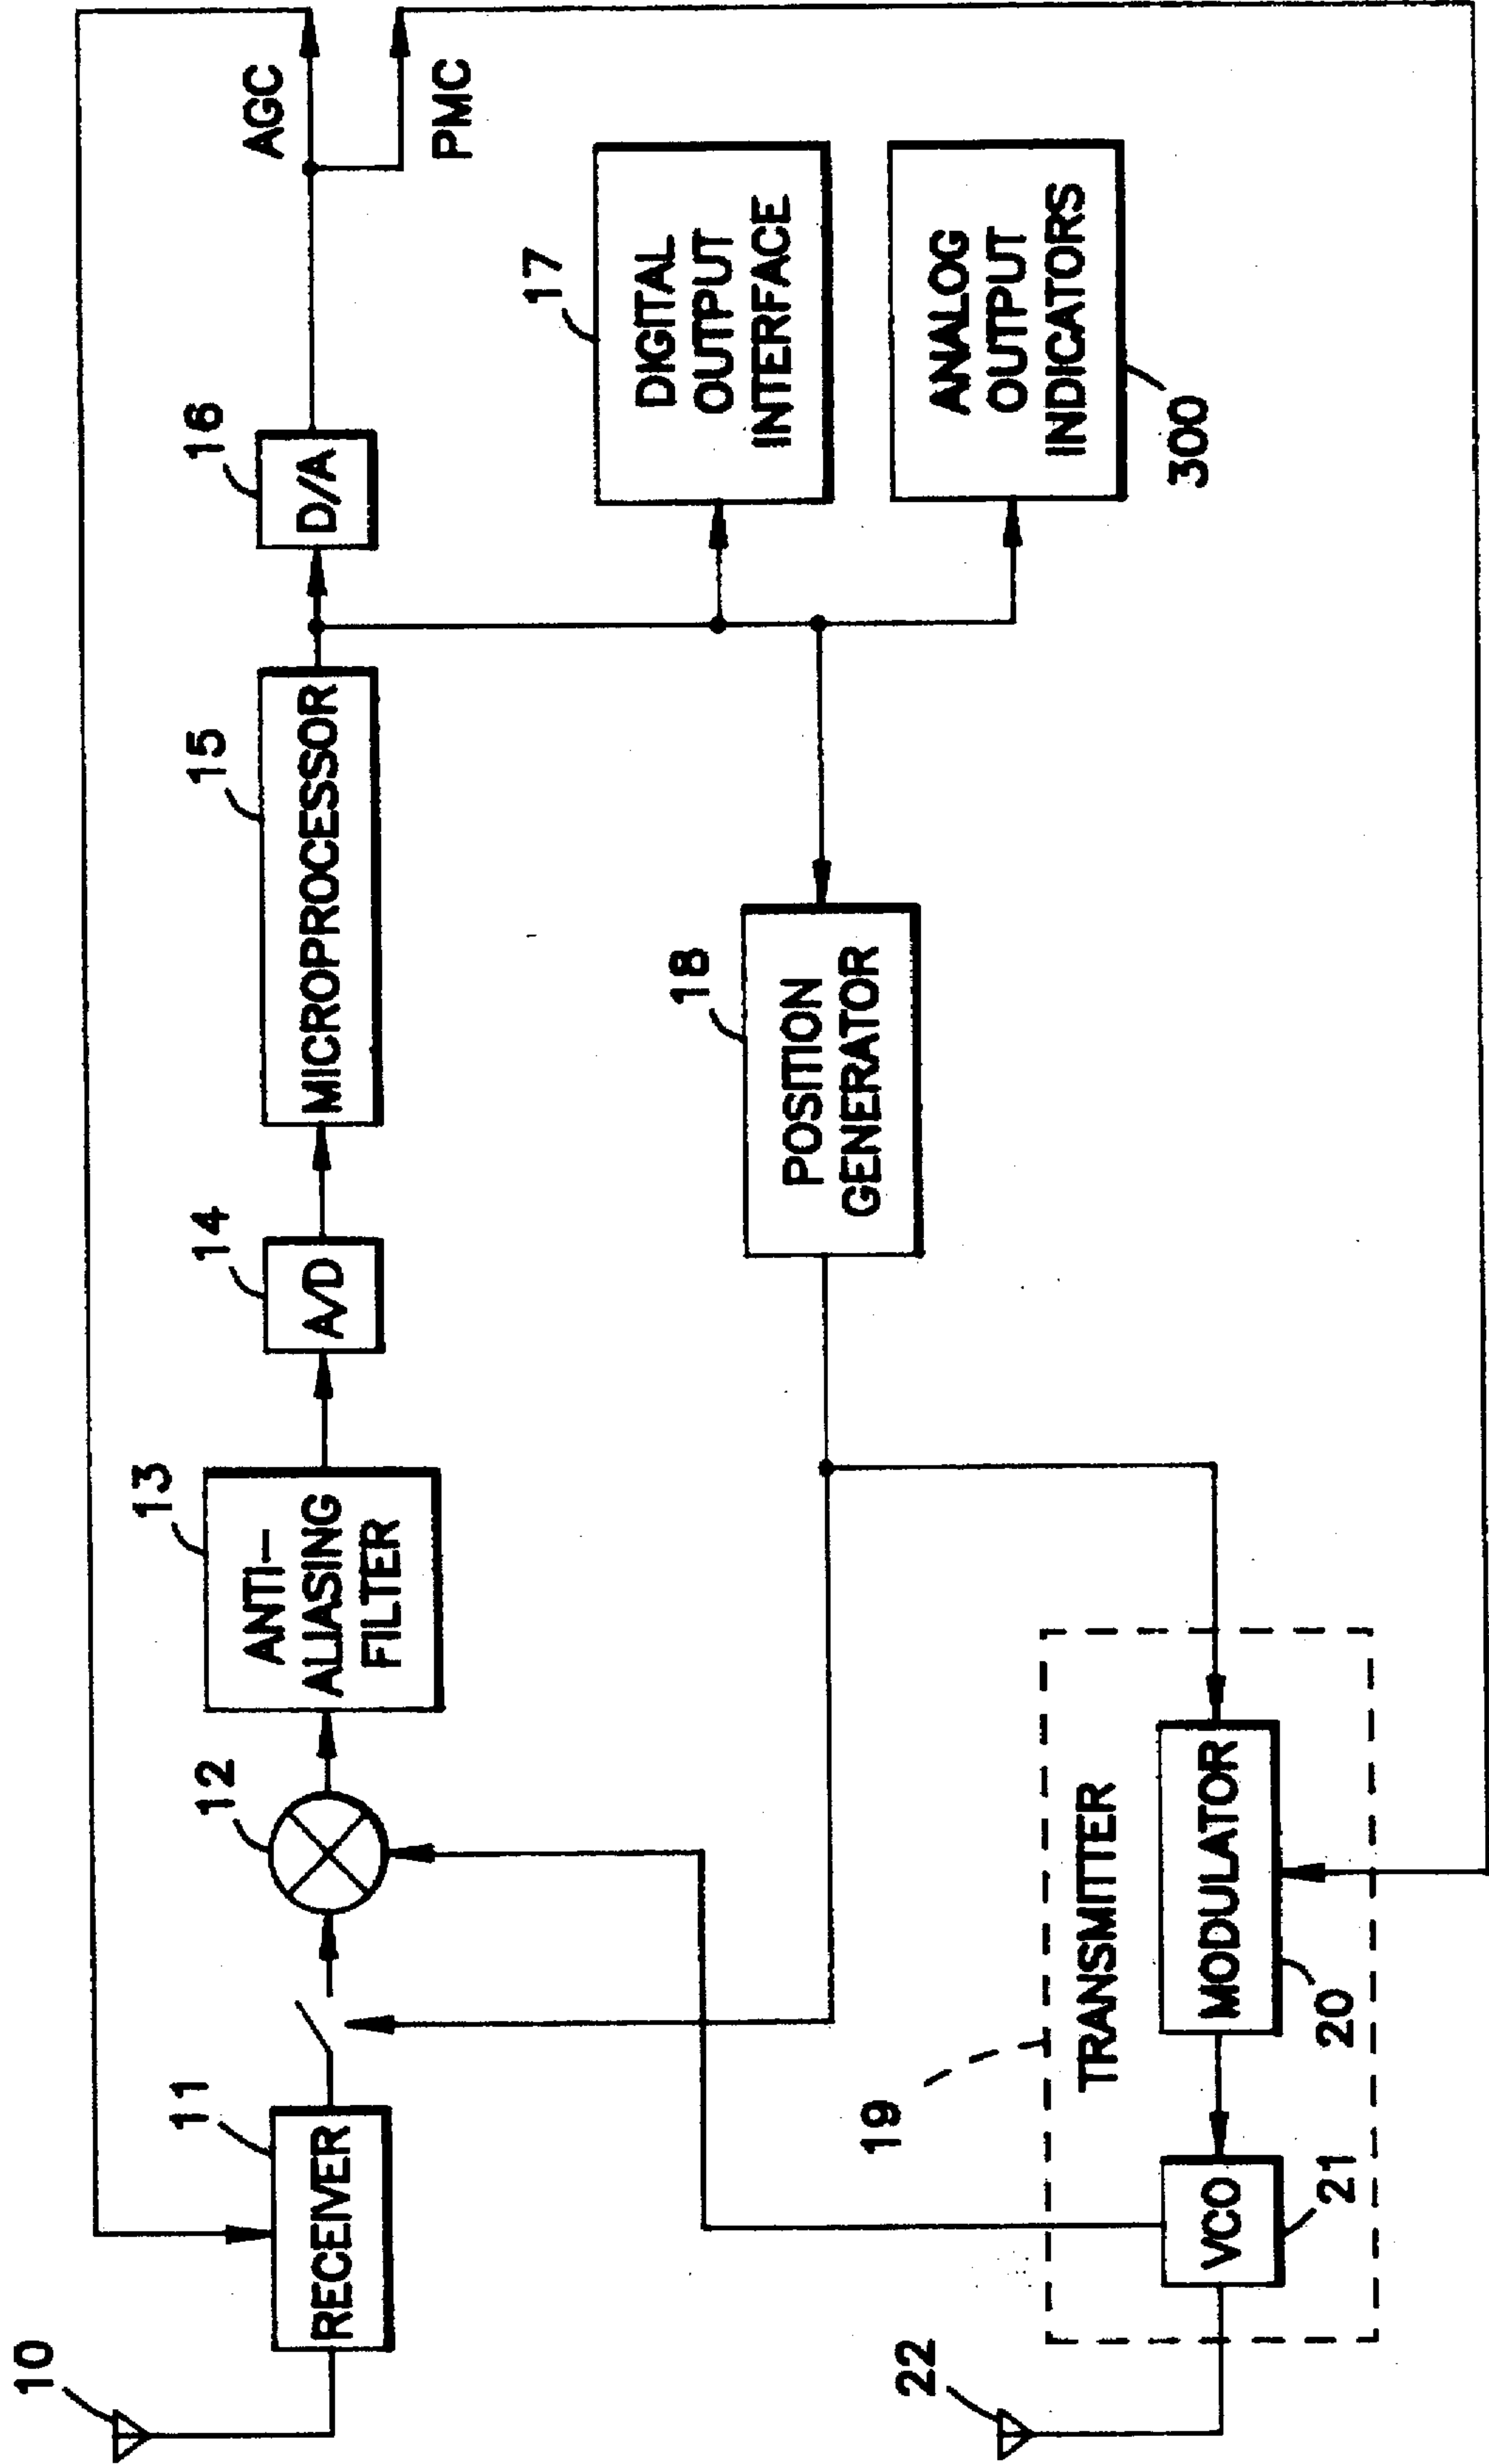 10
11
RECEIVER
12
13
ANTI-
ALIASING
FILTER
14
A/D
15
MICROPROCESSOR
16
D/A
AGC
PMC
17
DIGITAL
OUTPUT
INTERFACE
ANALOG
OUTPUT
INDICATORS
300
18
POSITION
GENERATOR
19
TRANSMITTER
MODULATOR
20
VCO
21
22